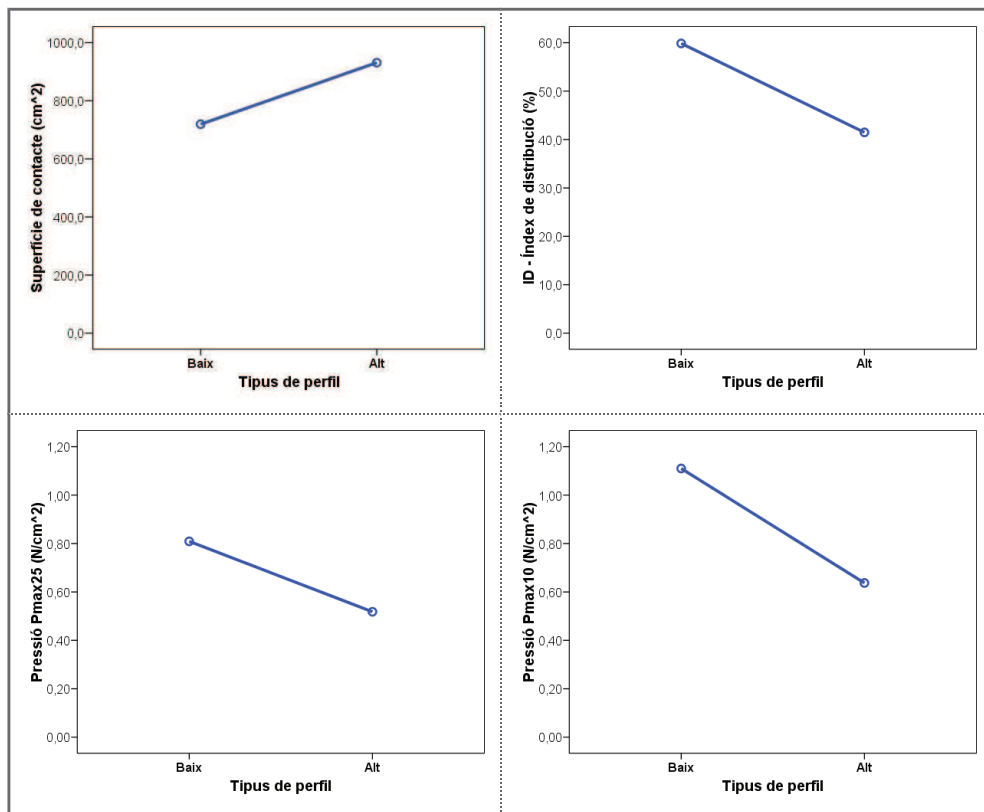 Superfície de contacte (cm^2)
1000,0
800,0
600,0
400,0
200,0
0,0
Baix
Alt
Tipus de perfil
ID - índex de distribució (%)
60,0
50,0
40,0
30,0
20,0
10,0
0,0
Baix
Alt
Tipus de perfil
Pressió Pmax25 (N/cm^2)
1,20
1,00
0,80
0,60
0,40
0,20
0,00
Baix
Alt
Tipus de perfil
Pressió Pmax10 (N/cm^2)
1,20
1,00
0,80
0,60
0,40
0,20
0,00
Baix
Alt
Tipus de perfil